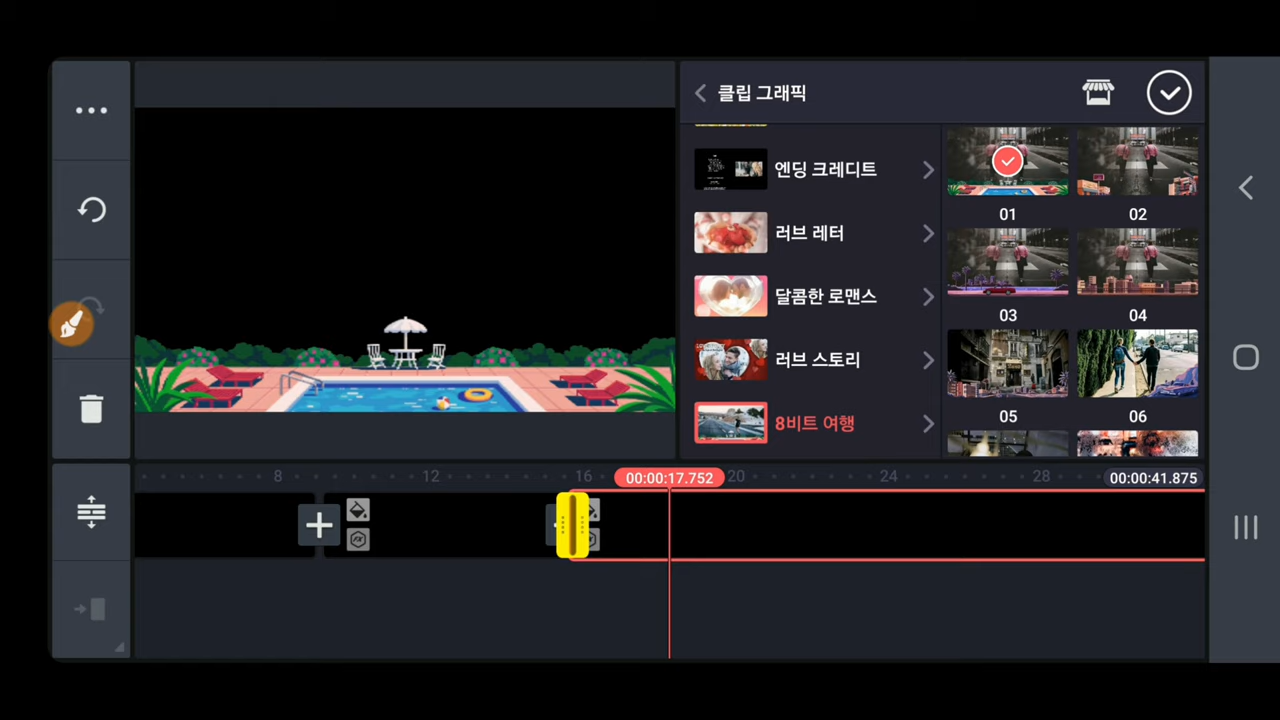 클립 그래픽
엔딩 크레디트
러브 레터
달콤한 로맨스
러브 스토리
8비트 여행
01
02
03
04
05
06
8
12
16
00:00:17.752
20
24
28
00:00:41.875